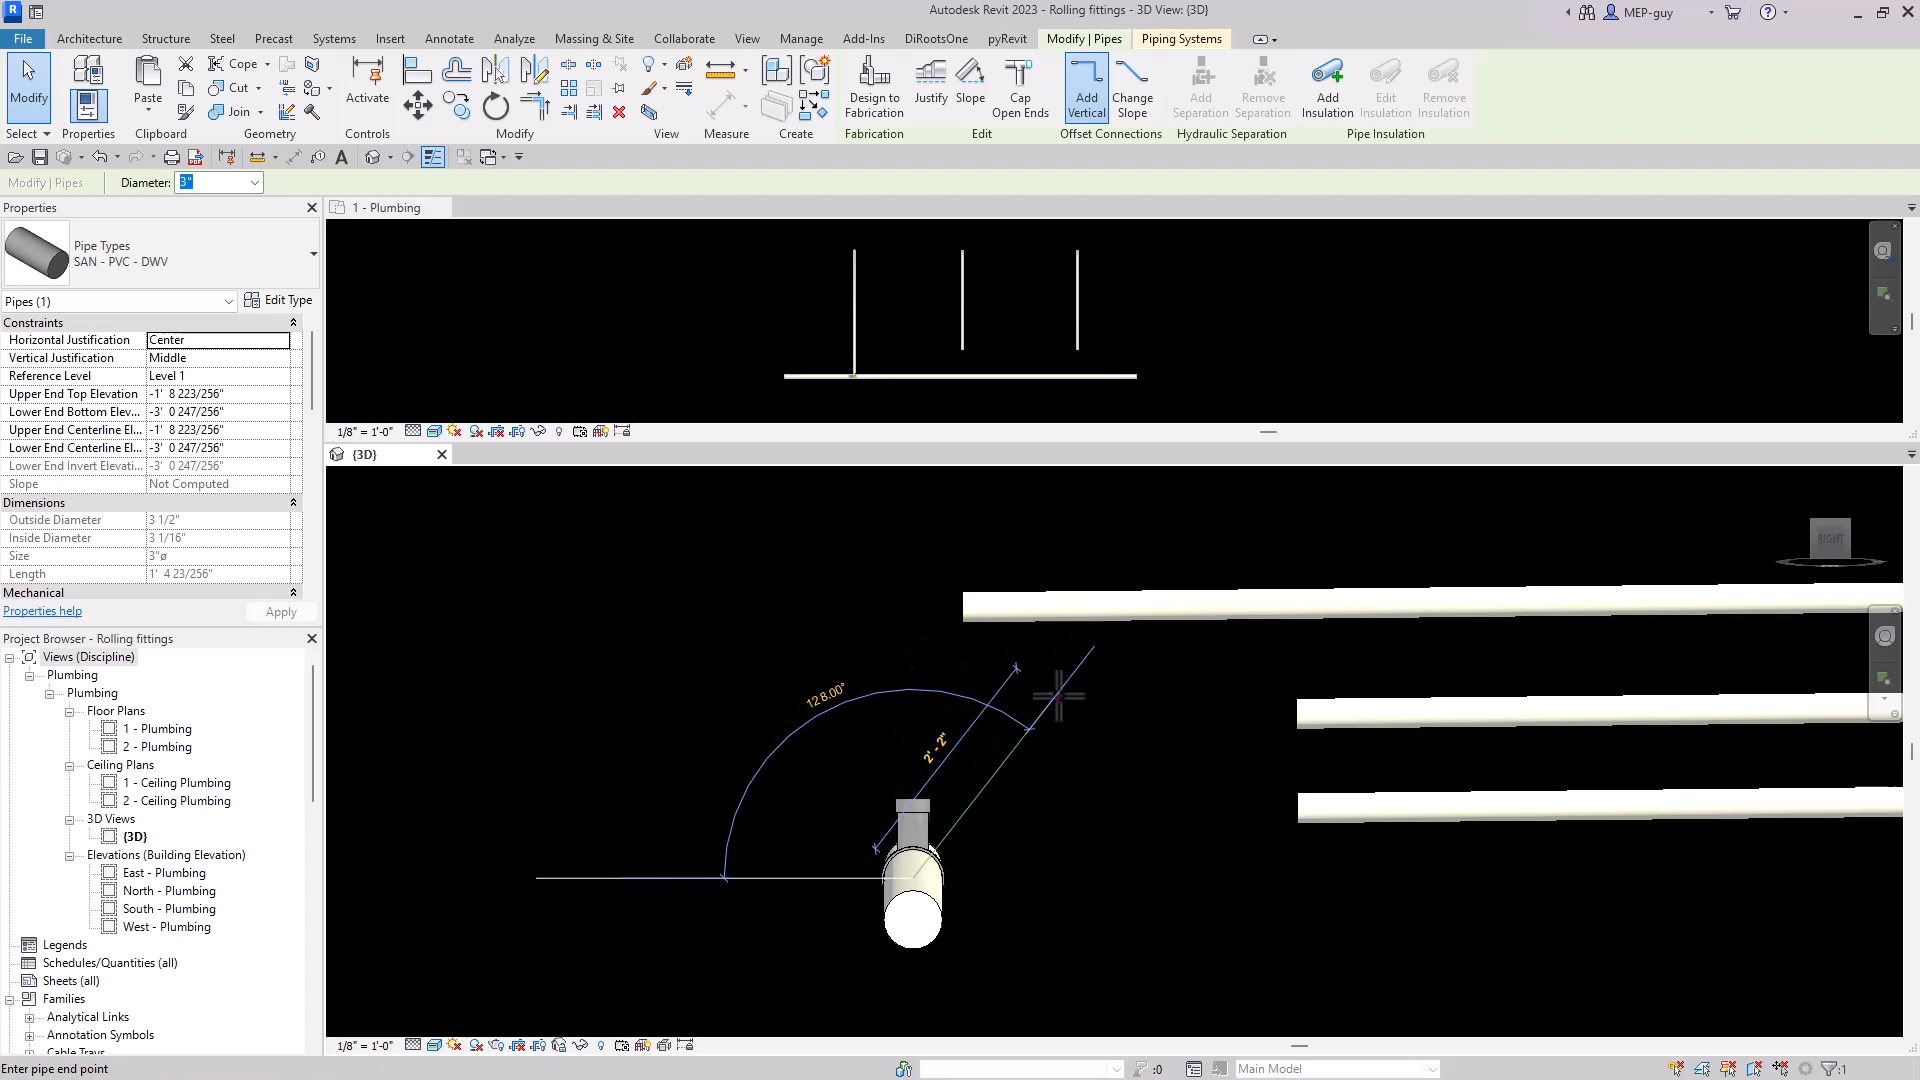 Autodesk Revit 2023 - Rolling fittings - 3D View: {3D}
MEP-guy
File Architecture Structure Steel Precast Systems Insert Annotate Analyze Massing & Site Collaborate View Manage Add-Ins DiRootsOne pyRevit Modify | Pipes Piping Systems
Modify
Select
Properties
Paste
Clipboard
Cope
Cut
Join
Geometry
Activate
Controls
Modify
View
Measure
Create
Design to Fabrication
Fabrication
Justify
Slope
Cap Open Ends
Edit
Add Vertical
Change Slope
Offset Connections
Add Separation
Remove Separation
Hydraulic Separation
Add Insulation
Edit Insulation
Remove Insulation
Pipe Insulation
Modify | Pipes
Diameter: 3"
Properties
Pipe Types
SAN - PVC - DWV
Pipes (1)
Edit Type
Constraints
Horizontal Justification Center
Vertical Justification Middle
Reference Level Level 1
Upper End Top Elevation -1' 8 223/256"
Lower End Bottom Elev... -3' 0 247/256"
Upper End Centerline El... -1' 8 223/256"
Lower End Centerline El... -3' 0 247/256"
Lower End Invert Elevati... -3' 0 247/256"
Slope Not Computed
Dimensions
Outside Diameter 3 1/2"
Inside Diameter 3 1/16"
Size 3"ø
Length 1' 4 23/256"
Mechanical
Properties help
Apply
Project Browser - Rolling fittings
Views (Discipline)
Plumbing
Plumbing
Floor Plans
1 - Plumbing
2 - Plumbing
Ceiling Plans
1 - Ceiling Plumbing
2 - Ceiling Plumbing
3D Views
{3D}
Elevations (Building Elevation)
East - Plumbing
North - Plumbing
South - Plumbing
West - Plumbing
Legends
Schedules/Quantities (all)
Sheets (all)
Families
Analytical Links
Annotation Symbols
Cable Trays
1 - Plumbing
1/8" = 1'-0"
{3D}
RIGHT
128.00°
2' - 2"
1/8" = 1'-0"
Enter pipe end point
:0
Main Model
:1